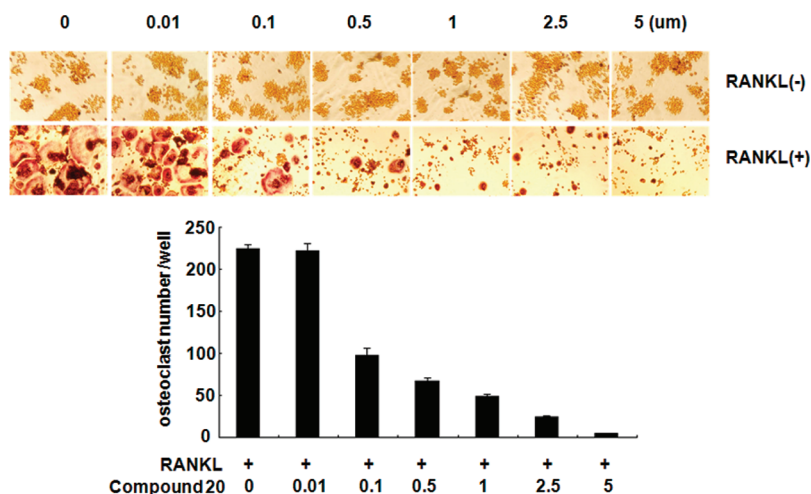 0 0.01 0.1 0.5 1 2.5 5 (um)
RANKL(-)
RANKL(+)
250
200
150
100
50
0
osteoclast number/well
RANKL + + + + + + +
Compound 20 0 0.01 0.1 0.5 1 2.5 5